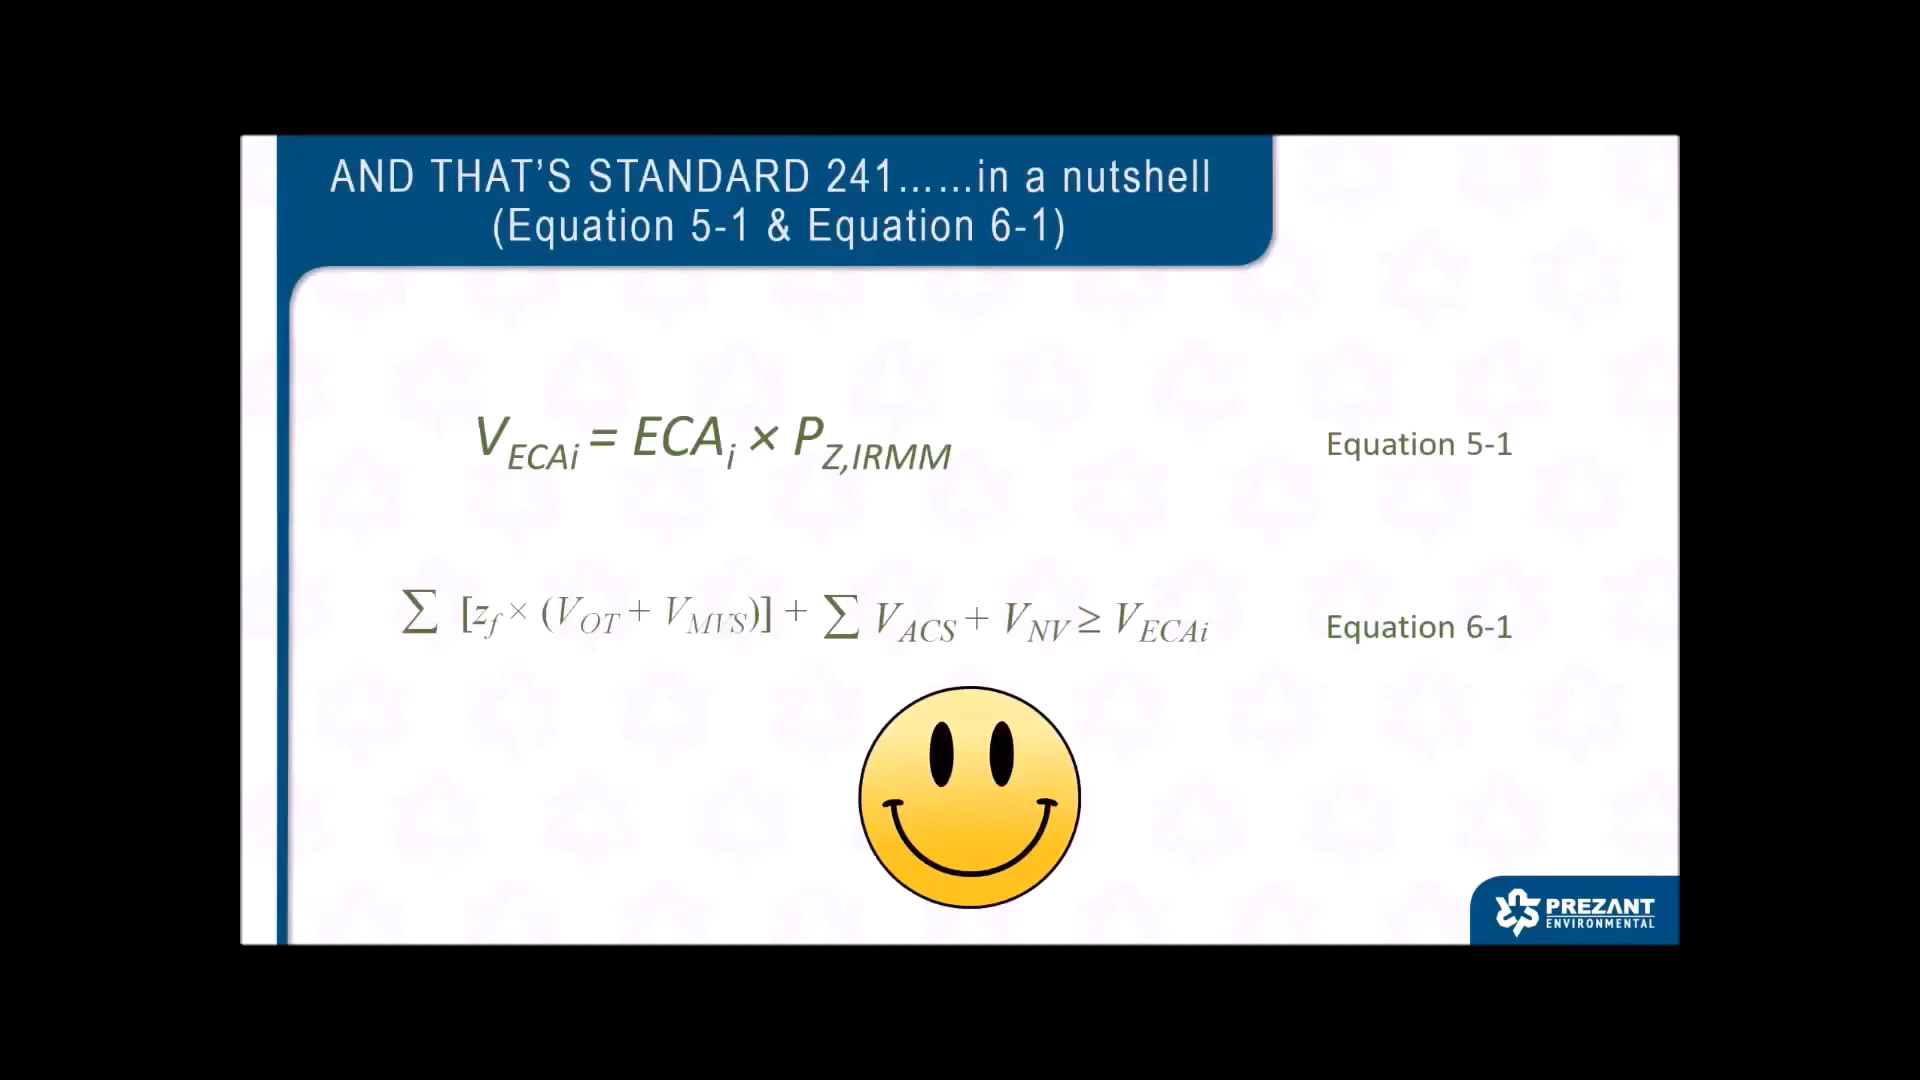 AND THAT’S STANDARD 241……in a nutshell
(Equation 5-1 & Equation 6-1)
V_ECAi = ECA_i × P_Z,IRMM
Equation 5-1
∑ [z_f × (V_OT + V_MVS)] + ∑ V_ACS + V_NV ≥ V_ECAi
Equation 6-1
PREZANT
ENVIRONMENTAL